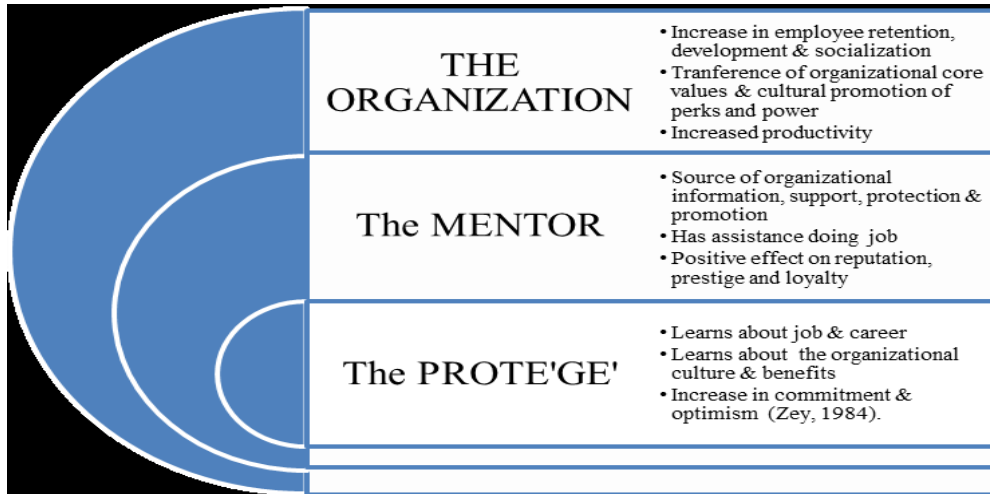 THE
ORGANIZATION
• Increase in employee retention,
development & socialization
• Tranference of organizational core
values & cultural promotion of
perks and power
• Increased productivity
The MENTOR
• Source of organizational
information, support, protection &
promotion
• Has assistance doing job
• Positive effect on reputation,
prestige and loyalty
The PROTE'GE'
• Learns about job & career
• Learns about the organizational
culture & benefits
• Increase in commitment &
optimism (Zey, 1984).